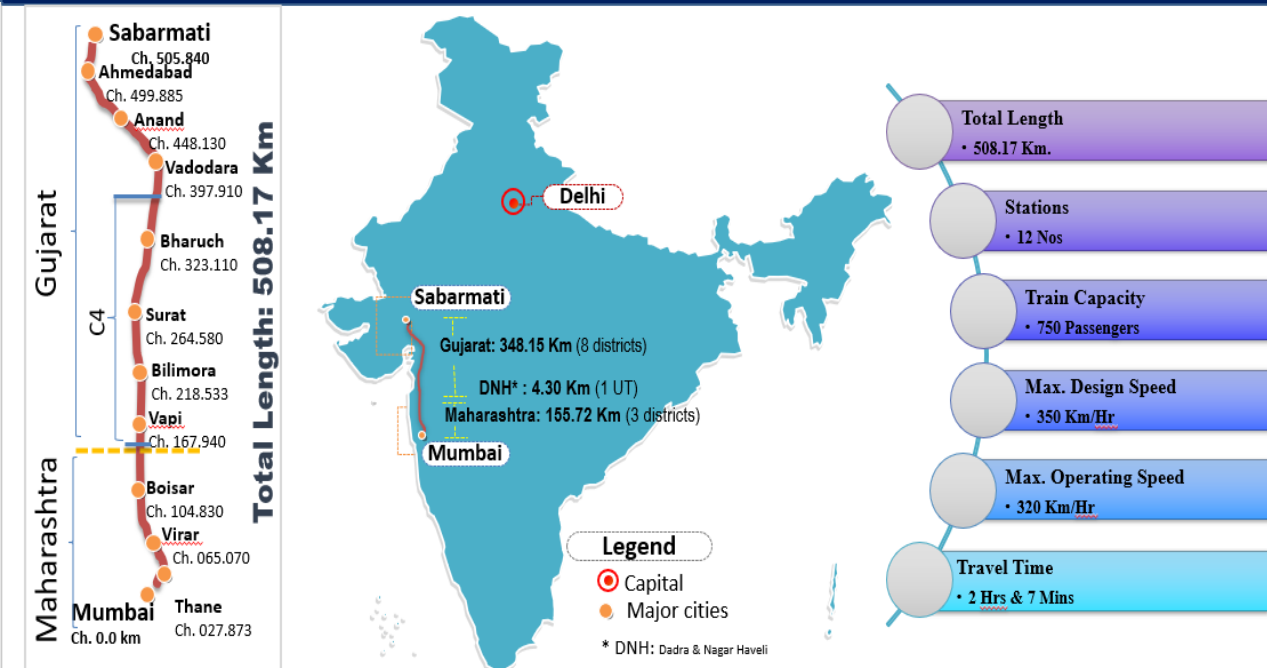 Gujarat
Maharashtra
C4
Sabarmati
Ch. 505.840
Ahmedabad
Ch. 499.885
Anand
Ch. 448.130
Vadodara
Ch. 397.910
Bharuch
Ch. 323.110
Surat
Ch. 264.580
Bilimora
Ch. 218.533
Vapi
Ch. 167.940
Boisar
Ch. 104.830
Virar
Ch. 065.070
Thane
Ch. 027.873
Mumbai
Ch. 0.0 km
Total Length: 508.17 Km
Delhi
Sabarmati
Gujarat: 348.15 Km (8 districts)
DNH* : 4.30 Km (1 UT)
Maharashtra: 155.72 Km (3 districts)
Mumbai
Legend
Capital
Major cities
* DNH: Dadra & Nagar Haveli
Total Length
• 508.17 Km.
Stations
• 12 Nos
Train Capacity
• 750 Passengers
Max. Design Speed
• 350 Km/Hr
Max. Operating Speed
• 320 Km/Hr
Travel Time
• 2 Hrs & 7 Mins